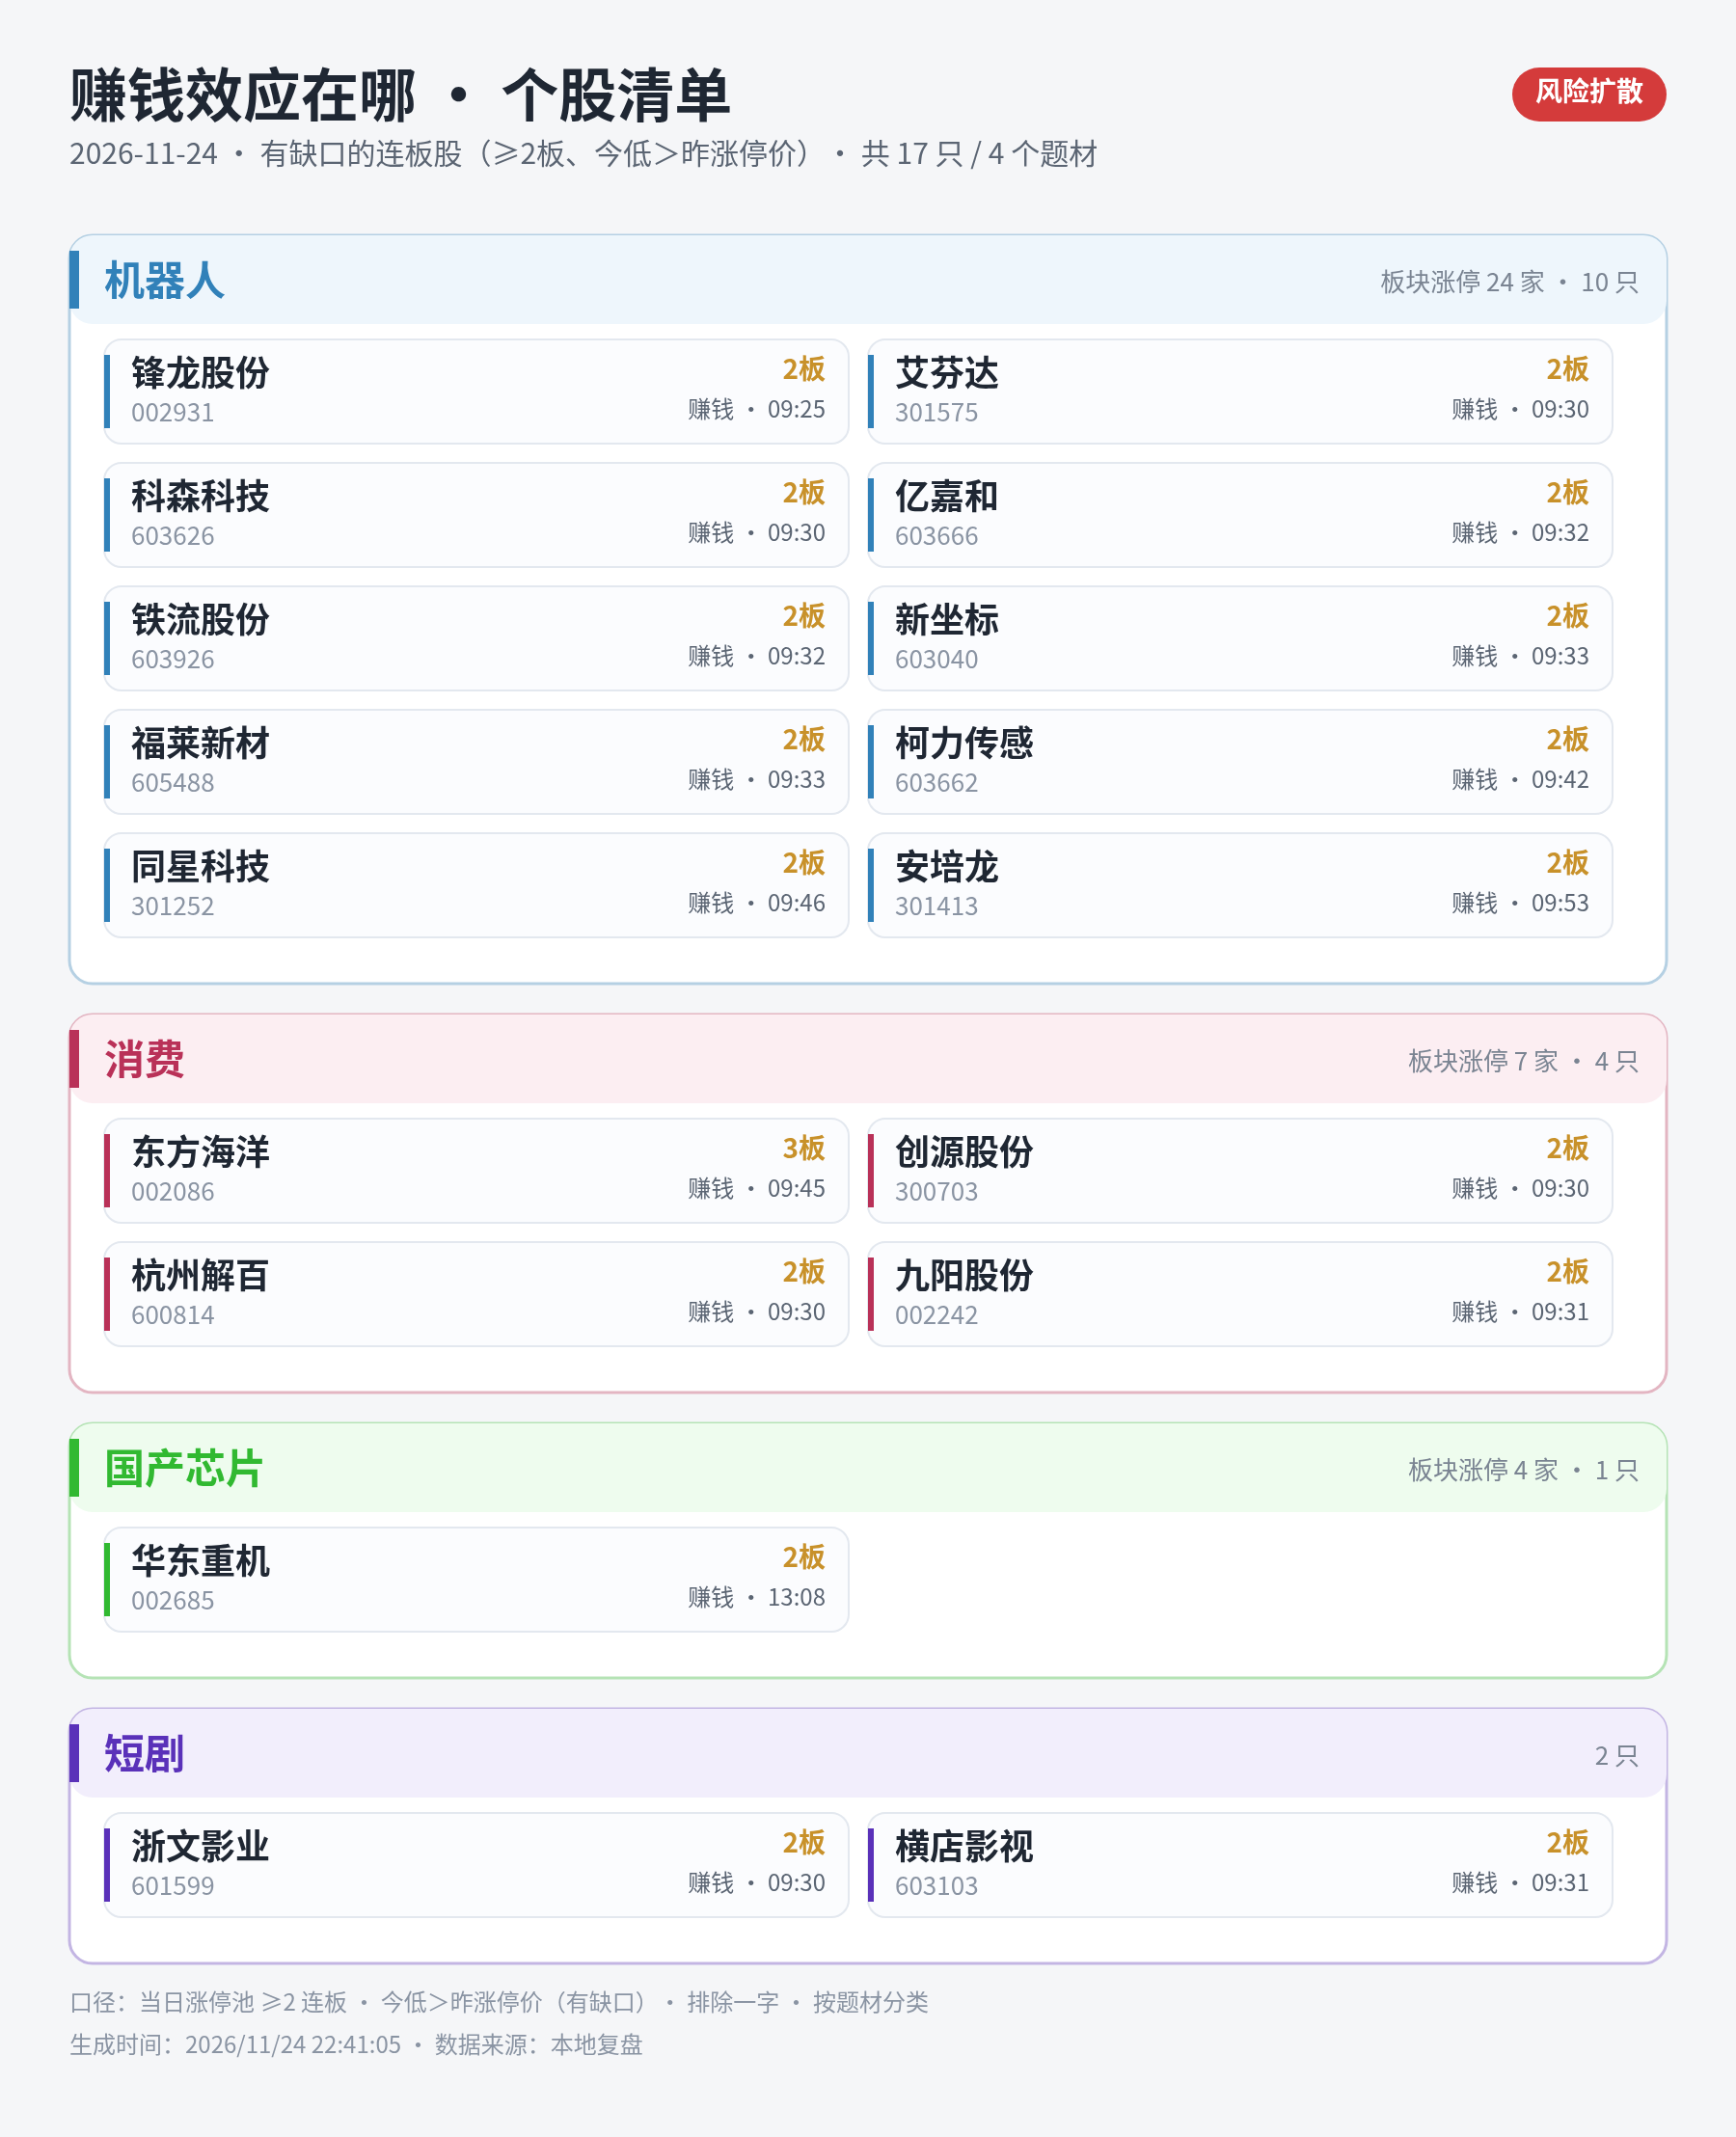 赚钱效应在哪 · 个股清单
风险扩散
2026-11-24 · 有缺口的连板股（≥2板、今低＞昨涨停价） · 共 17 只 / 4 个题材
机器人
板块涨停 24 家 · 10 只
锋龙股份
2板
002931
赚钱 · 09:25
艾芬达
2板
301575
赚钱 · 09:30
科森科技
2板
603626
赚钱 · 09:30
亿嘉和
2板
603666
赚钱 · 09:32
铁流股份
2板
603926
赚钱 · 09:32
新坐标
2板
603040
赚钱 · 09:33
福莱新材
2板
605488
赚钱 · 09:33
柯力传感
2板
603662
赚钱 · 09:42
同星科技
2板
301252
赚钱 · 09:46
安培龙
2板
301413
赚钱 · 09:53
消费
板块涨停 7 家 · 4 只
东方海洋
3板
002086
赚钱 · 09:45
创源股份
2板
300703
赚钱 · 09:30
杭州解百
2板
600814
赚钱 · 09:30
九阳股份
2板
002242
赚钱 · 09:31
国产芯片
板块涨停 4 家 · 1 只
华东重机
2板
002685
赚钱 · 13:08
短剧
2 只
浙文影业
2板
601599
赚钱 · 09:30
横店影视
2板
603103
赚钱 · 09:31
口径：当日涨停池 ≥2 连板 · 今低＞昨涨停价（有缺口） · 排除一字 · 按题材分类
生成时间：2026/11/24 22:41:05 · 数据来源：本地复盘